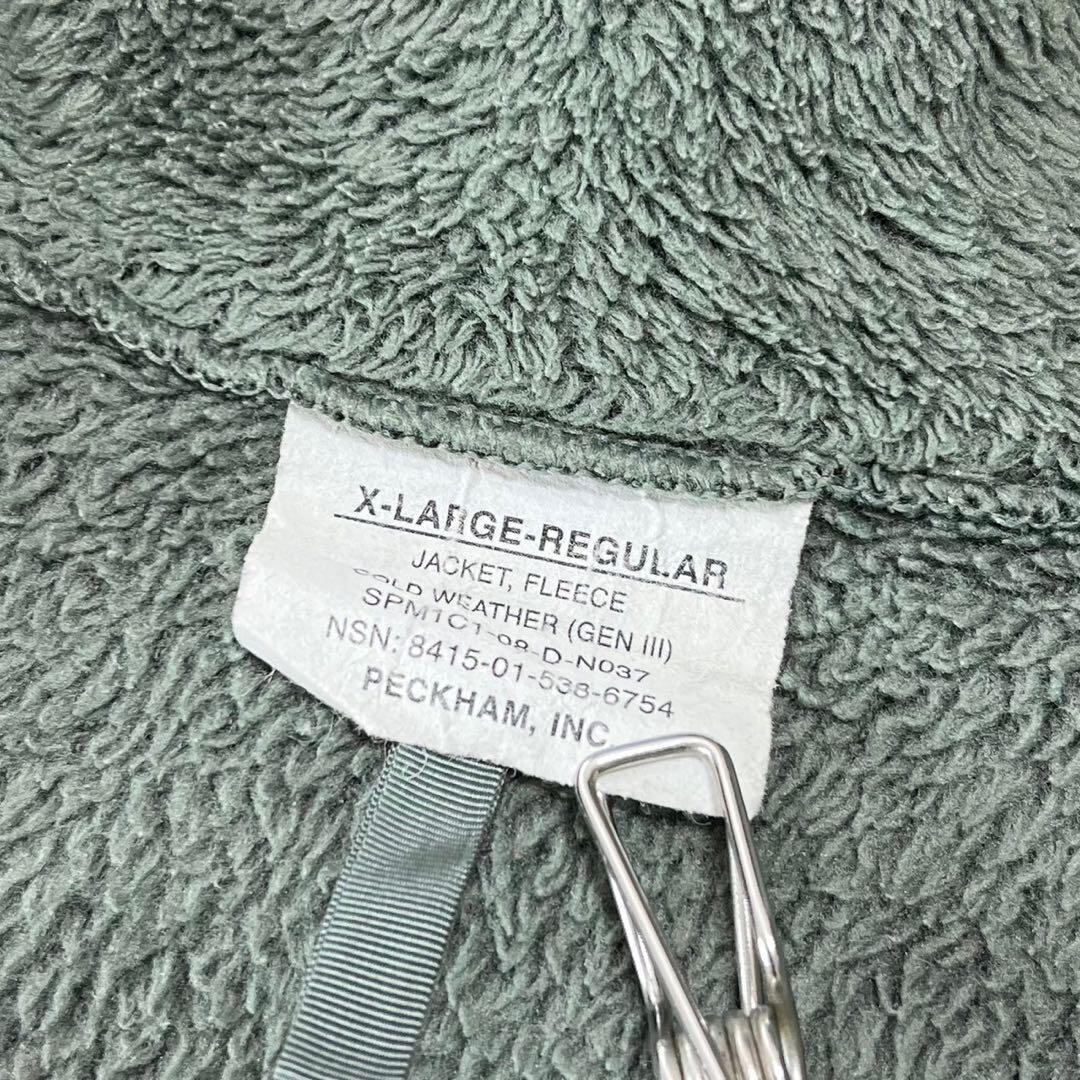 X-LARGE-REGULAR
JACKET, FLEECE
COLD WEATHER (GEN III)
SPM1C1-08-D-N037
NSN: 8415-01-538-6754
PECKHAM, INC.